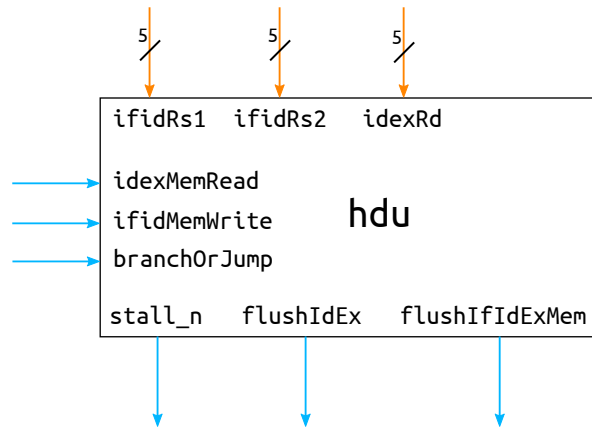 5 5 5
ifidRs1 ifidRs2 idexRd
idexMemRead
ifidMemWrite
hdu
branchOrJump
stall_n flushIdEx flushIfIdExMem